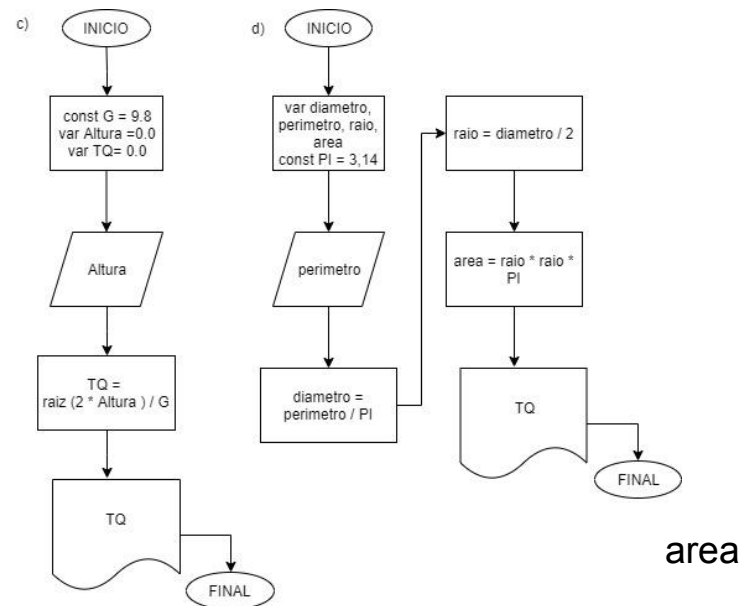 c)
INICIO
const G = 9.8
var Altura =0.0
var TQ= 0.0
Altura
TQ =
raiz (2 * Altura ) / G
TQ
FINAL
d)
INICIO
var diametro,
perimetro, raio,
area
const PI = 3,14
perimetro
diametro =
perimetro / PI
raio = diametro / 2
area = raio * raio *
PI
TQ
FINAL
area